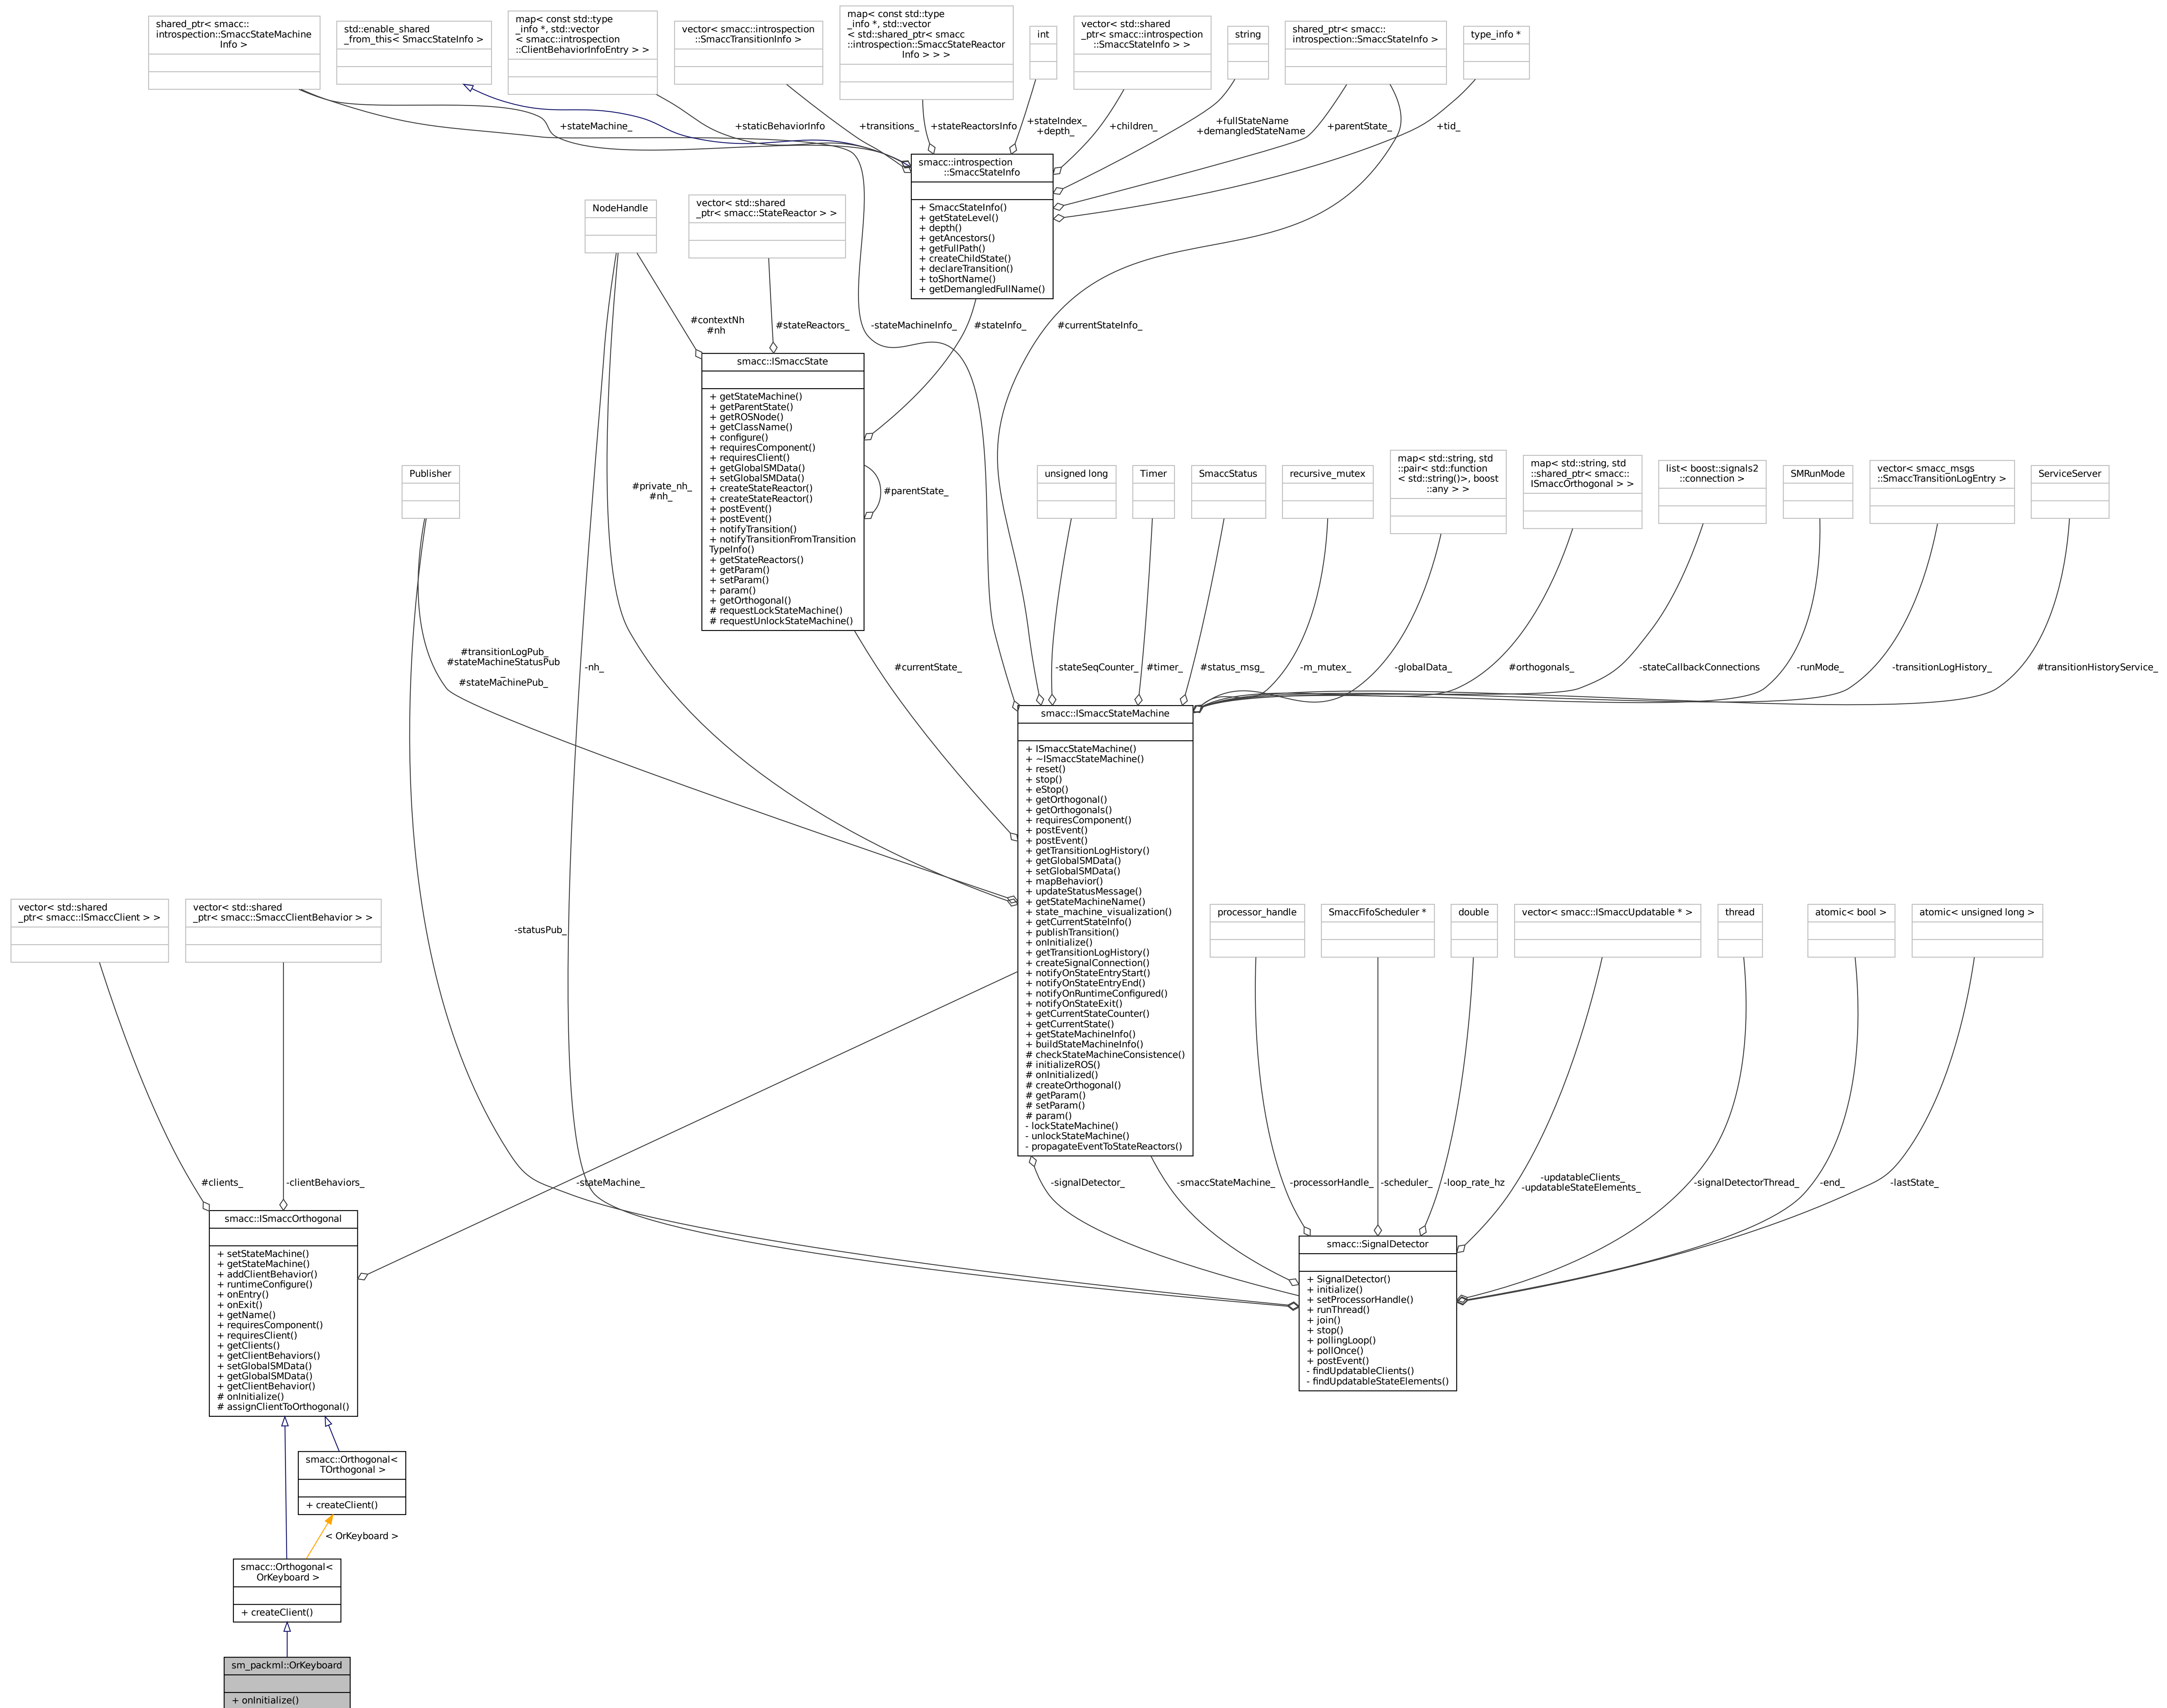 shared_ptr< smacc::
introspection::SmaccStateMachine
Info >
std::enable_shared
_from_this< SmaccStateInfo >
map< const std::type
_info *, std::vector
< smacc::introspection
::ClientBehaviorInfoEntry > >
vector< smacc::introspection
::SmaccTransitionInfo >
map< const std::type
_info *, std::vector
< std::shared_ptr< smacc
::introspection::SmaccStateReactor
Info > > >
int
vector< std::shared
_ptr< smacc::introspection
::SmaccStateInfo > >
string
shared_ptr< smacc::
introspection::SmaccStateInfo >
type_info *
+stateMachine_
+staticBehaviorInfo
+transitions_
+stateReactorsInfo
+stateIndex_
+depth_
+children_
+fullStateName
+demangledStateName
+parentState_
+tid_
smacc::introspection
::SmaccStateInfo
+ SmaccStateInfo()
+ getStateLevel()
+ depth()
+ getAncestors()
+ getFullPath()
+ createChildState()
+ declareTransition()
+ toShortName()
+ getDemangledFullName()
NodeHandle
vector< std::shared
_ptr< smacc::StateReactor > >
#contextNh
#nh
#stateReactors_
-stateMachineInfo_
#stateInfo_
#currentStateInfo_
smacc::ISmaccState
+ getStateMachine()
+ getParentState()
+ getROSNode()
+ getClassName()
+ configure()
+ requiresComponent()
+ requiresClient()
+ getGlobalSMData()
+ setGlobalSMData()
+ createStateReactor()
+ createStateReactor()
+ postEvent()
+ postEvent()
+ notifyTransition()
+ notifyTransitionFromTransition
TypeInfo()
+ getStateReactors()
+ getParam()
+ setParam()
+ param()
+ getOrthogonal()
# requestLockStateMachine()
# requestUnlockStateMachine()
#parentState_
Publisher
#private_nh_
#nh_
unsigned long
Timer
SmaccStatus
recursive_mutex
map< std::string, std
::pair< std::function
< std::string()>, boost
::any > >
map< std::string, std
::shared_ptr< smacc::
ISmaccOrthogonal > >
list< boost::signals2
::connection >
SMRunMode
vector< smacc_msgs
::SmaccTransitionLogEntry >
ServiceServer
#transitionLogPub_
#stateMachineStatusPub
_
#stateMachinePub_
-nh_
#currentState_
-stateSeqCounter_
#timer_
#status_msg_
-m_mutex_
-globalData_
#orthogonals_
-stateCallbackConnections
-runMode_
-transitionLogHistory_
#transitionHistoryService_
smacc::ISmaccStateMachine
+ ISmaccStateMachine()
+ ~ISmaccStateMachine()
+ reset()
+ stop()
+ eStop()
+ getOrthogonal()
+ getOrthogonals()
+ requiresComponent()
+ postEvent()
+ postEvent()
+ getTransitionLogHistory()
+ getGlobalSMData()
+ setGlobalSMData()
+ mapBehavior()
+ updateStatusMessage()
+ getStateMachineName()
+ state_machine_visualization()
+ getCurrentStateInfo()
+ publishTransition()
+ onInitialize()
+ getTransitionLogHistory()
+ createSignalConnection()
+ notifyOnStateEntryStart()
+ notifyOnStateEntryEnd()
+ notifyOnRuntimeConfigured()
+ notifyOnStateExit()
+ getCurrentStateCounter()
+ getCurrentState()
+ getStateMachineInfo()
+ buildStateMachineInfo()
# checkStateMachineConsistence()
# initializeROS()
# onInitialized()
# createOrthogonal()
# getParam()
# setParam()
# param()
- lockStateMachine()
- unlockStateMachine()
- propagateEventToStateReactors()
vector< std::shared
_ptr< smacc::ISmaccClient > >
vector< std::shared
_ptr< smacc::SmaccClientBehavior > >
-statusPub_
processor_handle
SmaccFifoScheduler *
double
vector< smacc::ISmaccUpdatable * >
thread
atomic< bool >
atomic< unsigned long >
#clients_
-clientBehaviors_
-stateMachine_
-signalDetector_
-smaccStateMachine_
-processorHandle_
-scheduler_
-loop_rate_hz
-updatableClients_
-updatableStateElements_
-signalDetectorThread_
-end_
-lastState_
smacc::ISmaccOrthogonal
+ setStateMachine()
+ getStateMachine()
+ addClientBehavior()
+ runtimeConfigure()
+ onEntry()
+ onExit()
+ getName()
+ requiresComponent()
+ requiresClient()
+ getClients()
+ getClientBehaviors()
+ setGlobalSMData()
+ getGlobalSMData()
+ getClientBehavior()
# onInitialize()
# assignClientToOrthogonal()
smacc::SignalDetector
+ SignalDetector()
+ initialize()
+ setProcessorHandle()
+ runThread()
+ join()
+ stop()
+ pollingLoop()
+ pollOnce()
+ postEvent()
- findUpdatableClients()
- findUpdatableStateElements()
smacc::Orthogonal<
TOrthogonal >
+ createClient()
< OrKeyboard >
smacc::Orthogonal<
OrKeyboard >
+ createClient()
sm_packml::OrKeyboard
+ onInitialize()